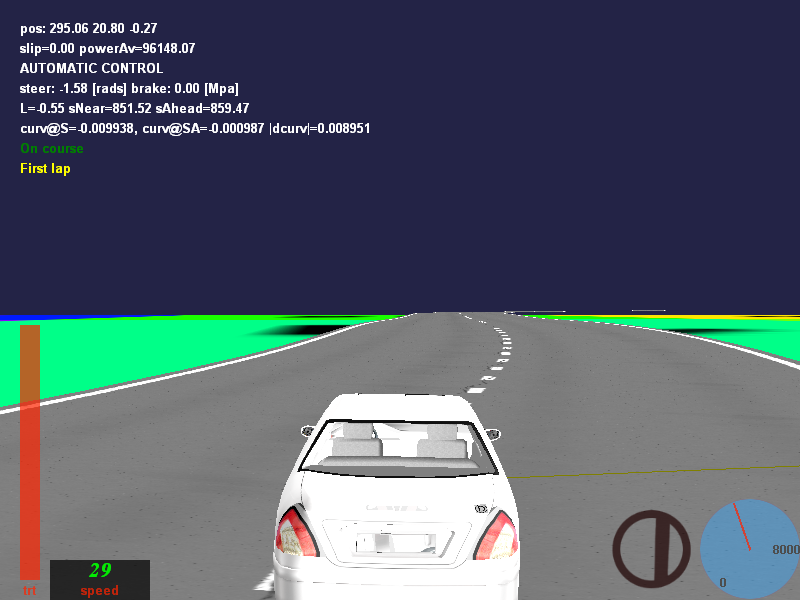 pos: 295.06 20.80 -0.27
slip=0.00 powerAv=96148.07
AUTOMATIC CONTROL
steer: -1.58 [rads] brake: 0.00 [Mpa]
L=-0.55 sNear=851.52 sAhead=859.47
curv@S=-0.009938, curv@SA=-0.000987 |dcurv|=0.008951
On course
First lap
8000
0
29
trt speed